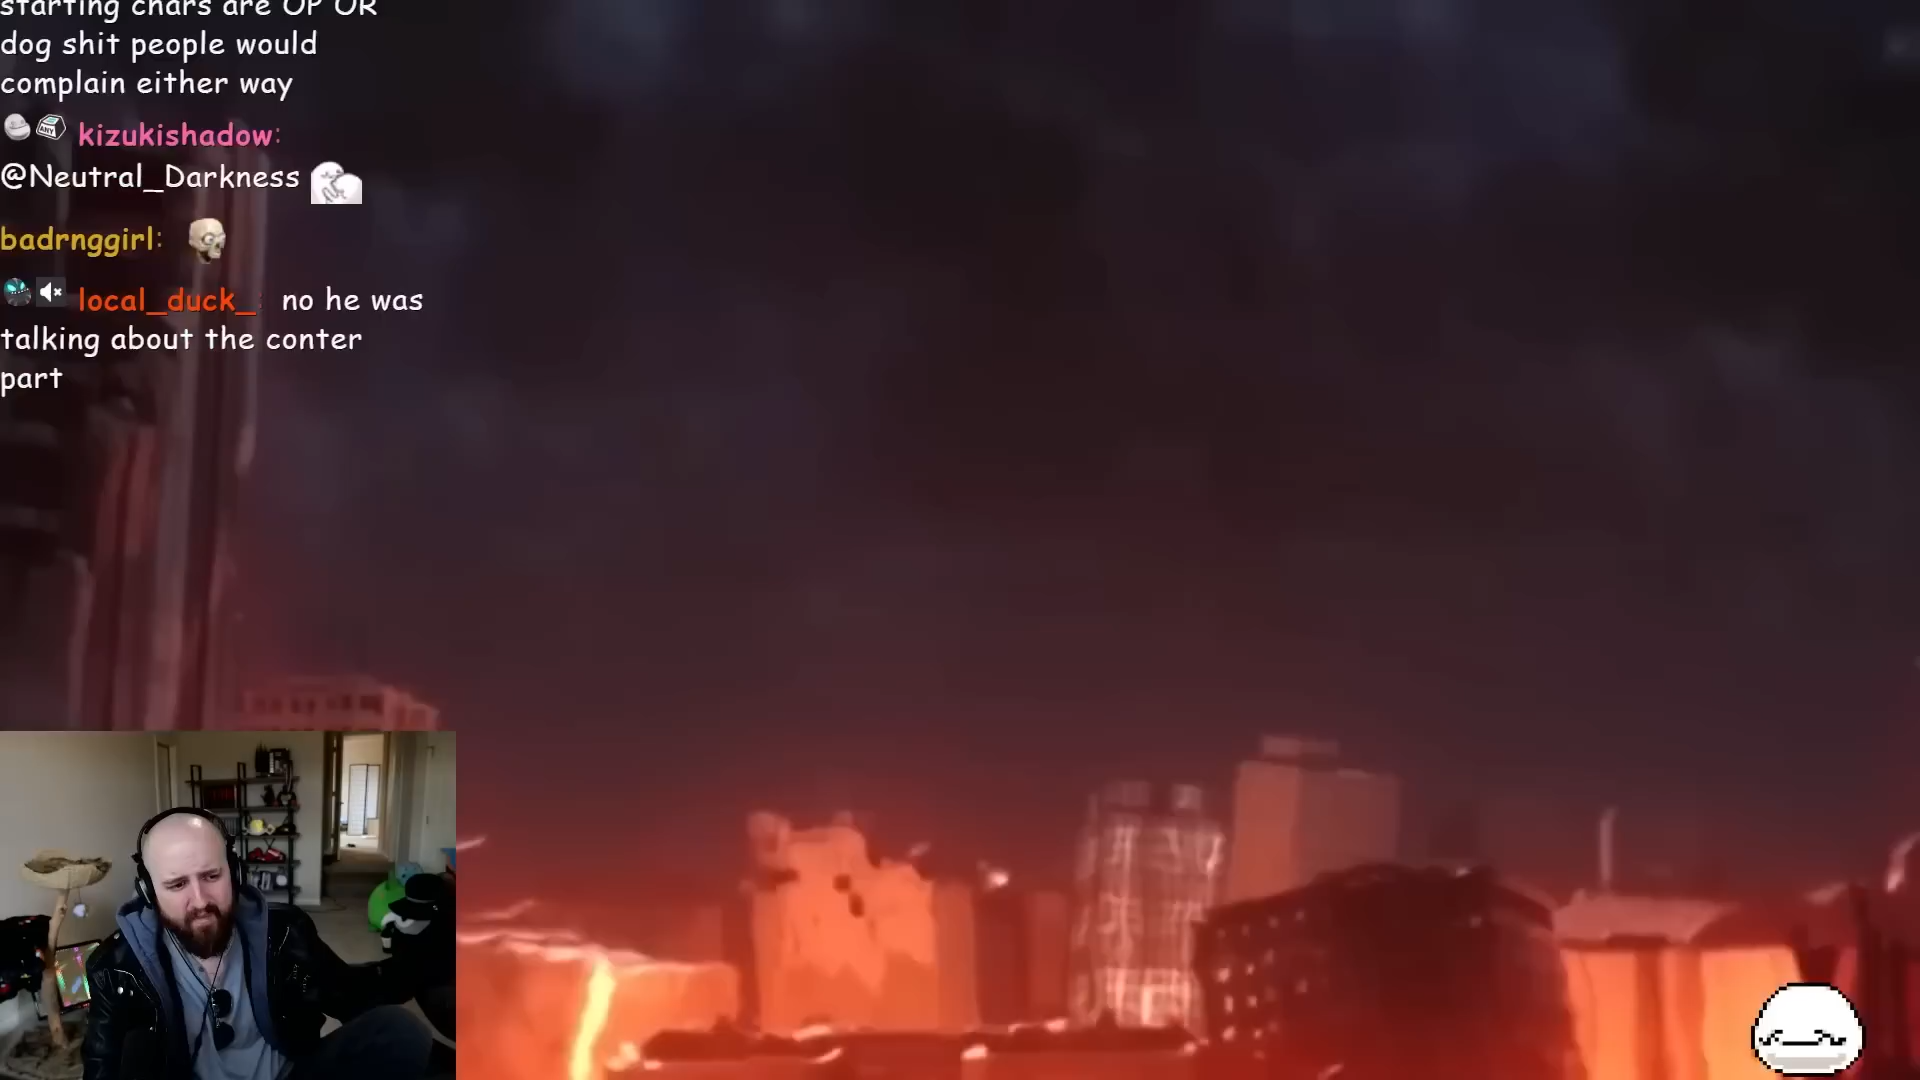 starting chars are OP OR
dog shit people would
complain either way
ANY kizukishadow:
@Neutral_Darkness
badrnggirl:
local_duck_: no he was
talking about the conter
part